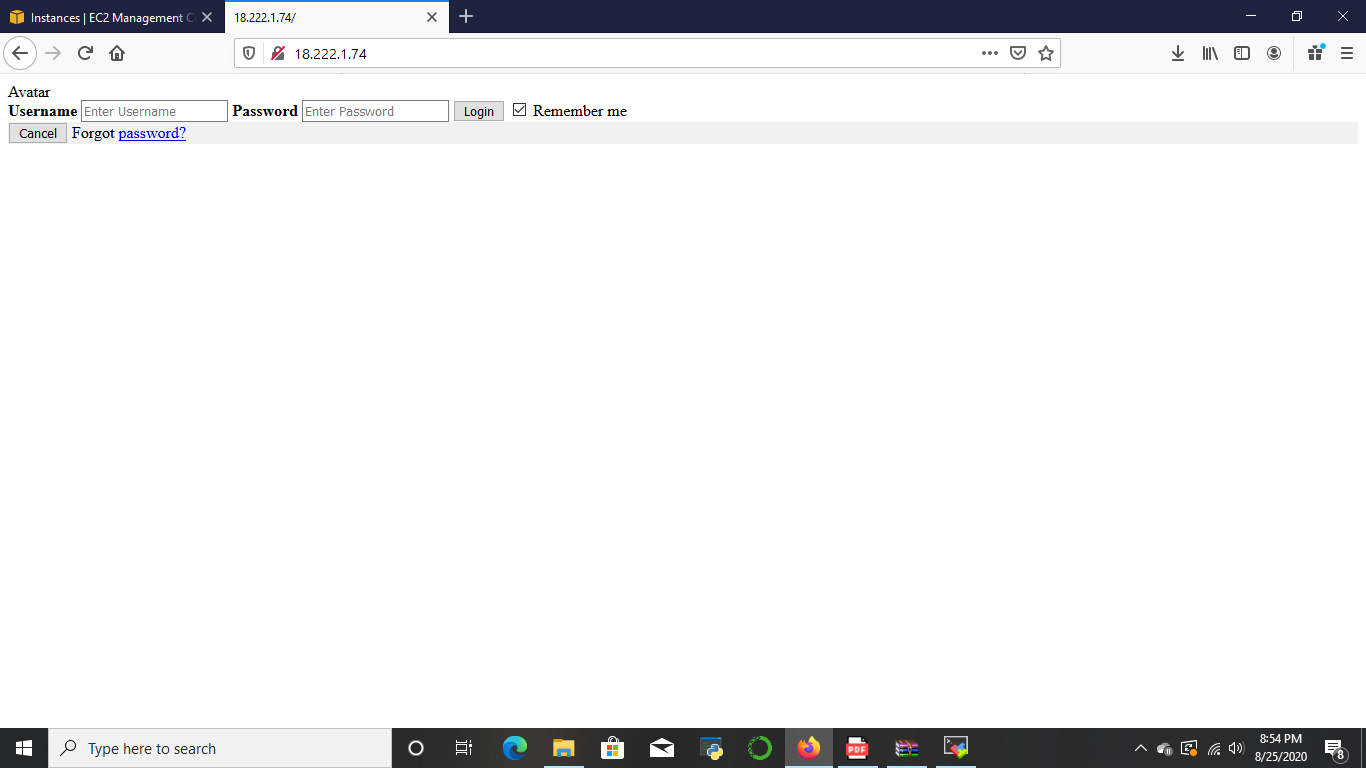 Instances | EC2 Management C
18.222.1.74/
18.222.1.74
Avatar
Username Enter Username Password Enter Password Login Remember me
Cancel Forgot password?
Type here to search
PDF
8:54 PM
8/25/2020
8